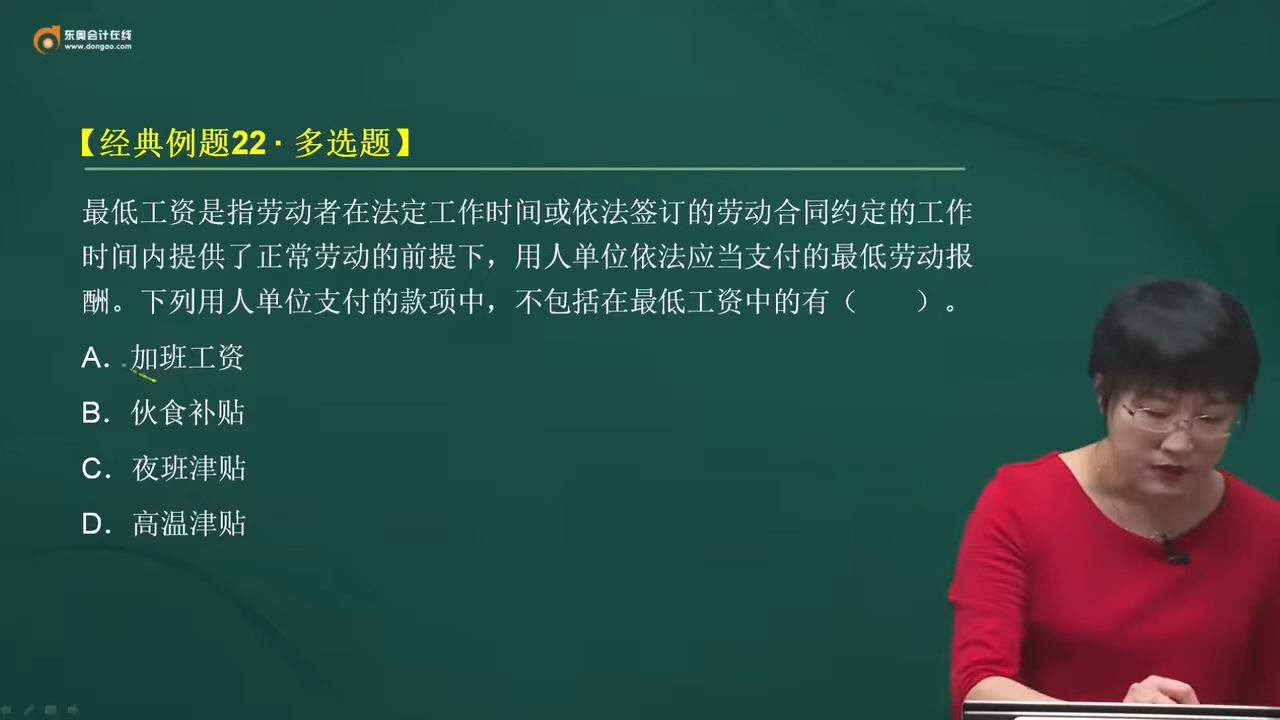 东奥会计在线
www.dongao.com
【经典例题22 · 多选题】
最低工资是指劳动者在法定工作时间或依法签订的劳动合同约定的工作
时间内提供了正常劳动的前提下，用人单位依法应当支付的最低劳动报
酬。下列用人单位支付的款项中，不包括在最低工资中的有（　　）。
A．加班工资
B．伙食补贴
C．夜班津贴
D．高温津贴